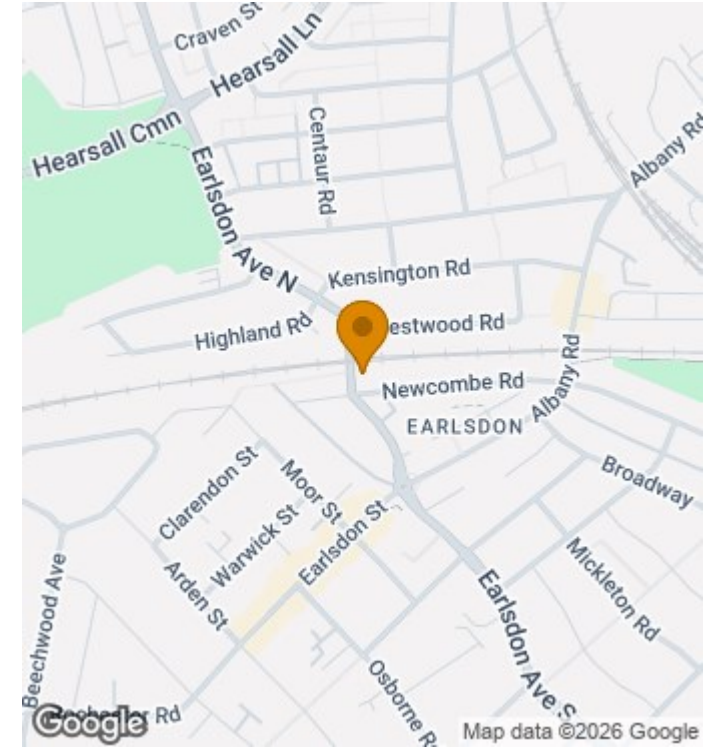 Craven St
Hearsall Ln
Hearsall Cmn
Centaur Rd
Albany Rd
Earlsdon Ave N
Kensington Rd
Highland Rd
estwood Rd
Newcombe Rd
Albany Rd
EARLSDON
Broadway
Clarendon St
Moor St
Warwick St
Earlsdon St
Arden St
Mickleton Rd
Beechwood Ave
Earlsdon Ave S
Osborne R
Rd
Google
Map data ©2026 Google